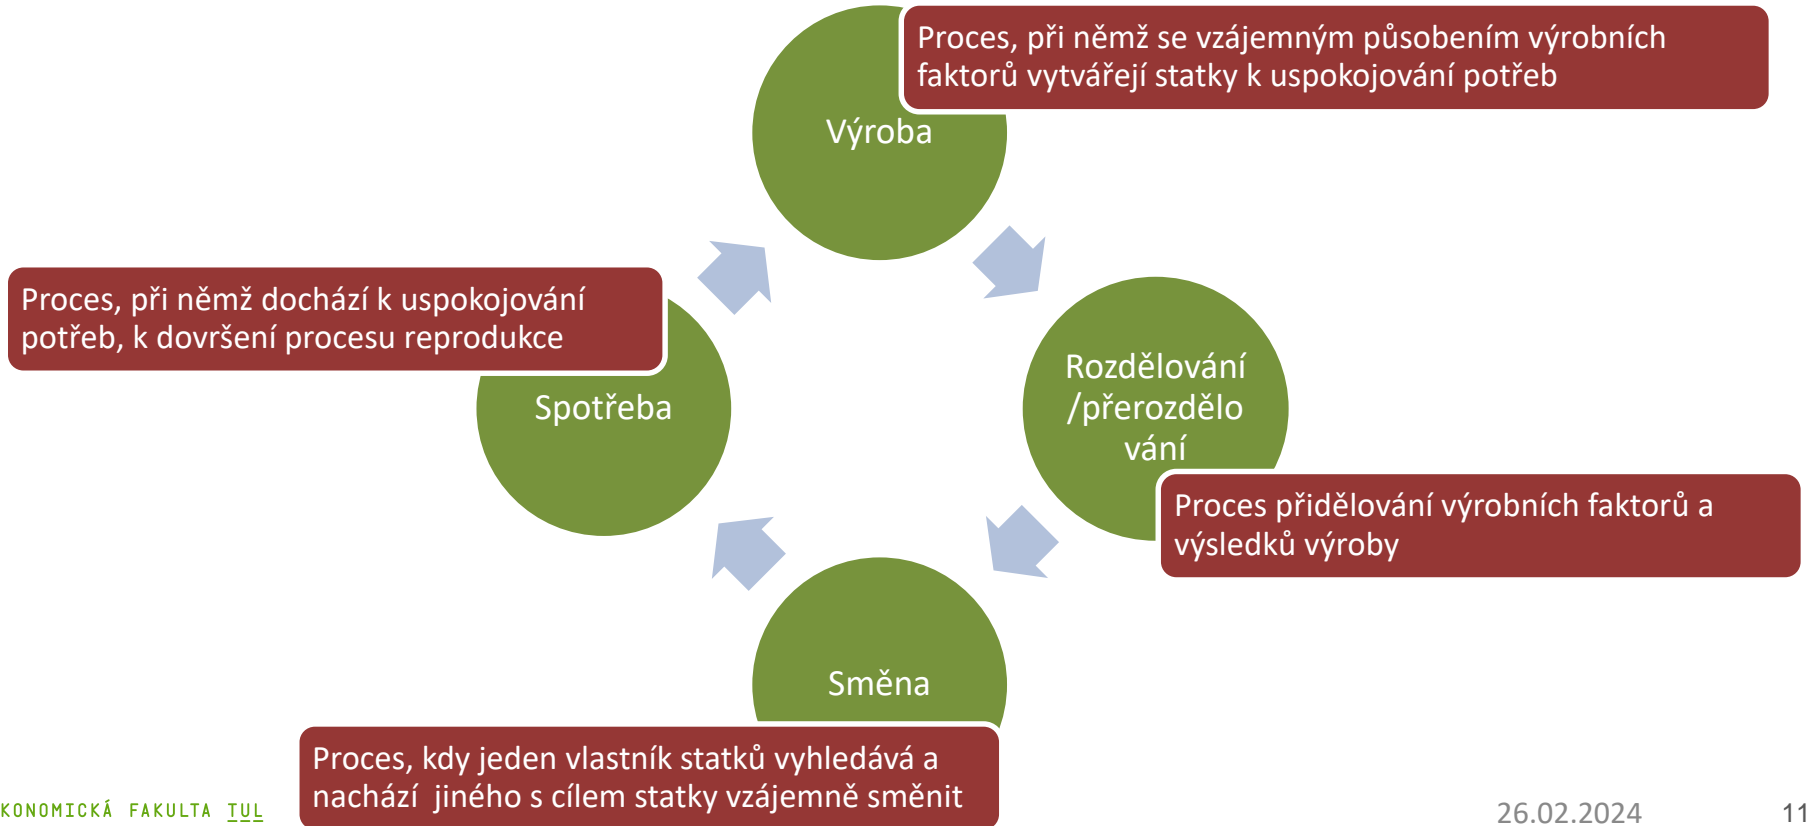 Proces, při němž se vzájemným působením výrobních
faktorů vytvářejí statky k uspokojování potřeb
Výroba
Proces, při němž dochází k uspokojování
potřeb, k dovršení procesu reprodukce
Spotřeba
Rozdělování
/přerozdělo
vání
Proces přidělování výrobních faktorů a
výsledků výroby
Směna
Proces, kdy jeden vlastník statků vyhledává a
nachází jiného s cílem statky vzájemně směnit
KONOMICKÁ FAKULTA TUL
26.02.2024
11